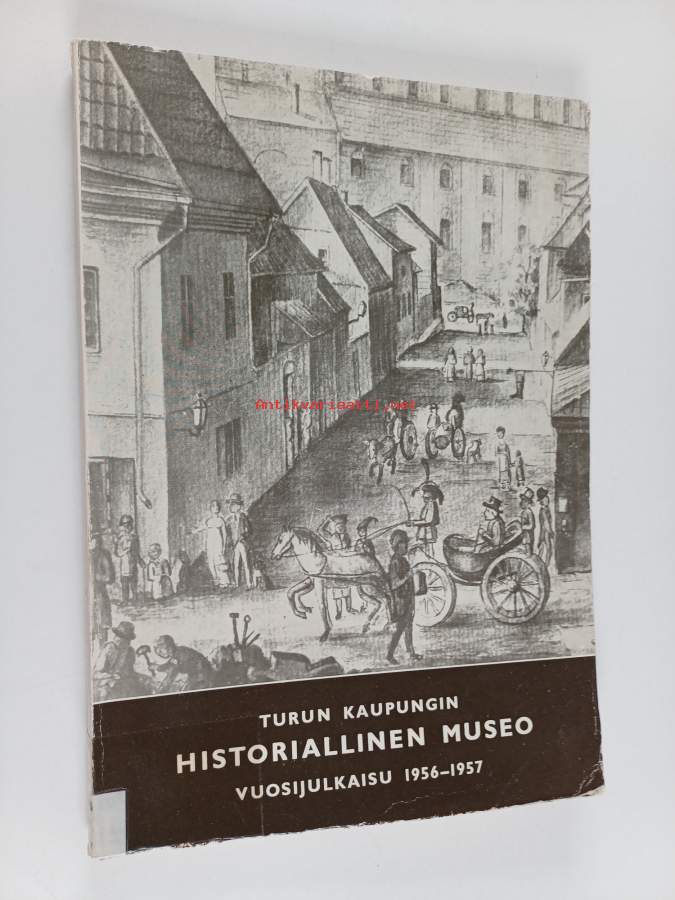 Antikvariaatti.net
TURUN KAUPUNGIN
HISTORIALLINEN MUSEO
VUOSIJULKAISU 1956–1957